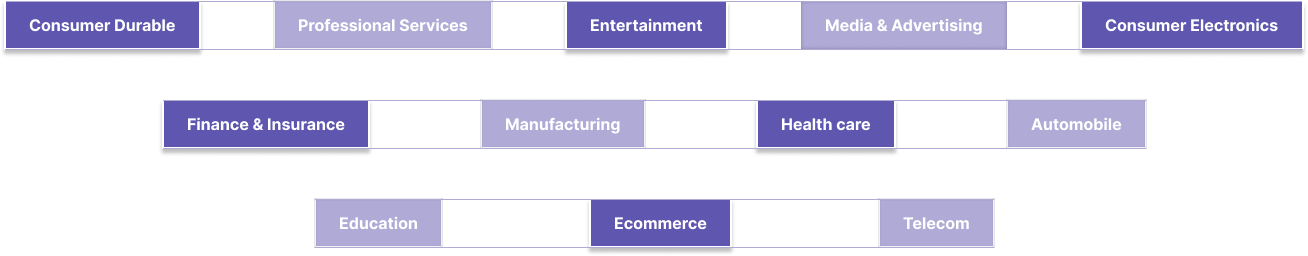 Consumer Durable
Professional Services
Entertainment
Media & Advertising
Consumer Electronics
Finance & Insurance
Manufacturing
Health care
Automobile
Education
Ecommerce
Telecom